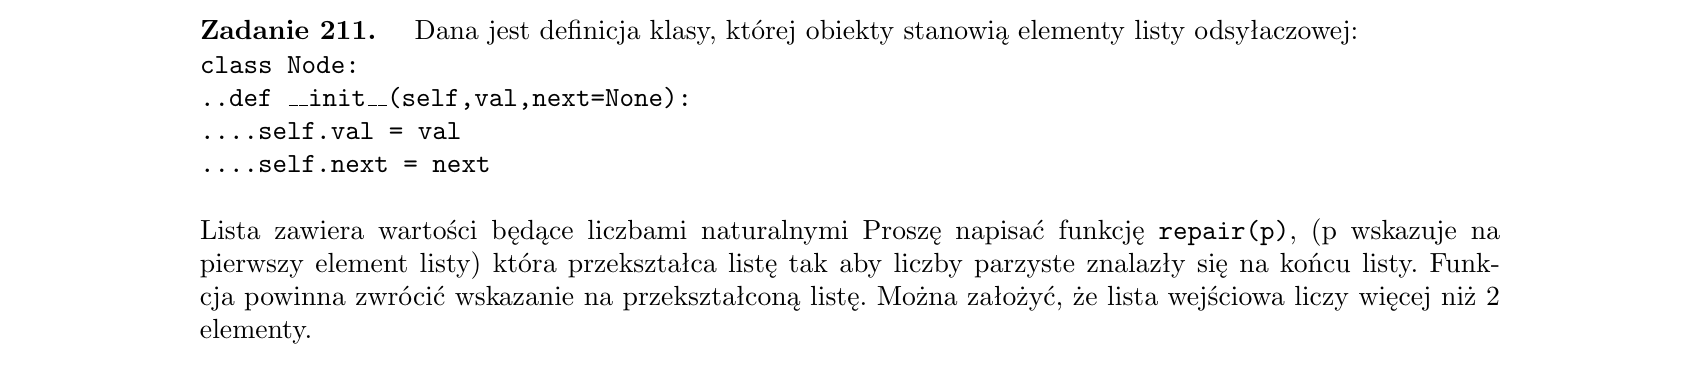 Zadanie 211. Dana jest definicja klasy, której obiekty stanowią elementy listy odsyłaczowej:
class Node:
..def __init__(self,val,next=None):
....self.val = val
....self.next = next
Lista zawiera wartości będące liczbami naturalnymi Proszę napisać funkcję repair(p), (p wskazuje na
pierwszy element listy) która przekształca listę tak aby liczby parzyste znalazły się na końcu listy. Funk-
cja powinna zwrócić wskazanie na przekształconą listę. Można założyć, że lista wejściowa liczy więcej niż 2
elementy.